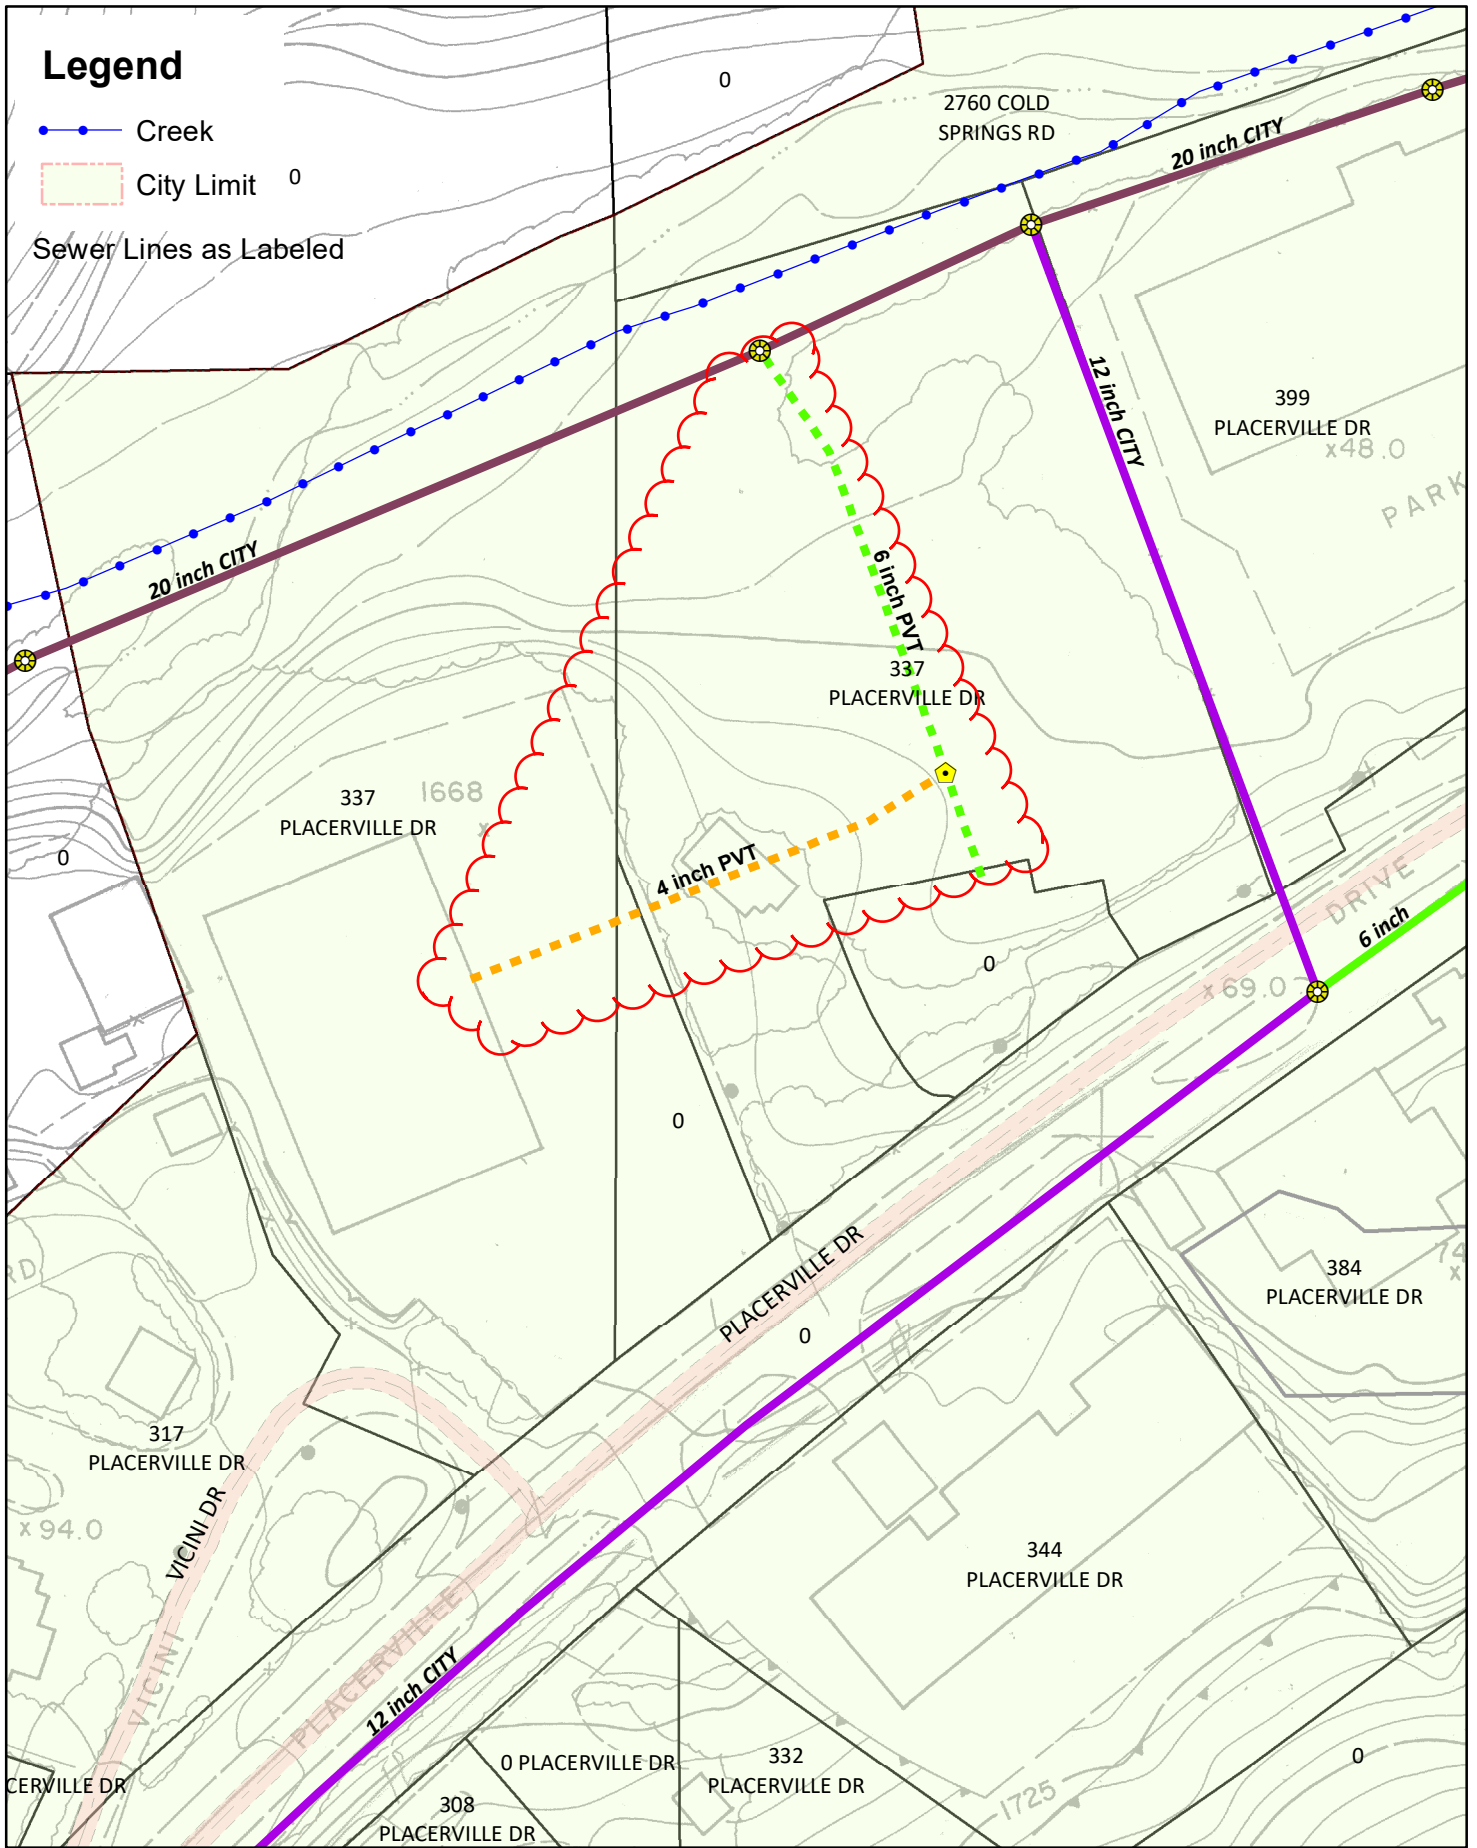 Legend
Creek
City Limit
Sewer Lines as Labeled
0
0
2760 COLD
SPRINGS RD
20 inch CITY
12 inch CITY
399
PLACERVILLE DR
x48.0
PARK
20 inch CITY
6 inch PVT
337
PLACERVILLE DR
1668
x
337
PLACERVILLE DR
0
4 inch PVT
DRIVE
6 inch
0
x69.0
0
PLACERVILLE DR
0
384
PLACERVILLE DR
74
x
RD
317
PLACERVILLE DR
VICINI DR
x94.0
344
PLACERVILLE DR
VICINI
PLACERVILLE
12 inch CITY
0 PLACERVILLE DR
332
PLACERVILLE DR
0
CERVILLE DR
308
PLACERVILLE DR
1725